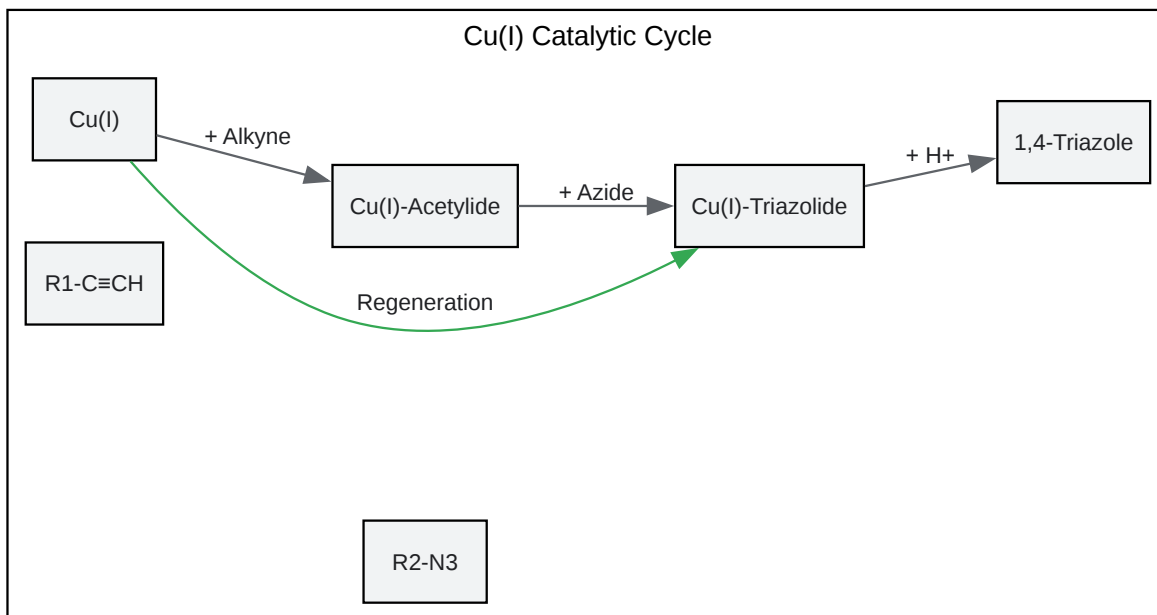 Cu(I) Catalytic Cycle
Cu(I)
+ Alkyne
Cu(I)-Acetylide
+ Azide
Cu(I)-Triazolide
+ H+
1,4-Triazole
R1-C≡CH
Regeneration
R2-N3